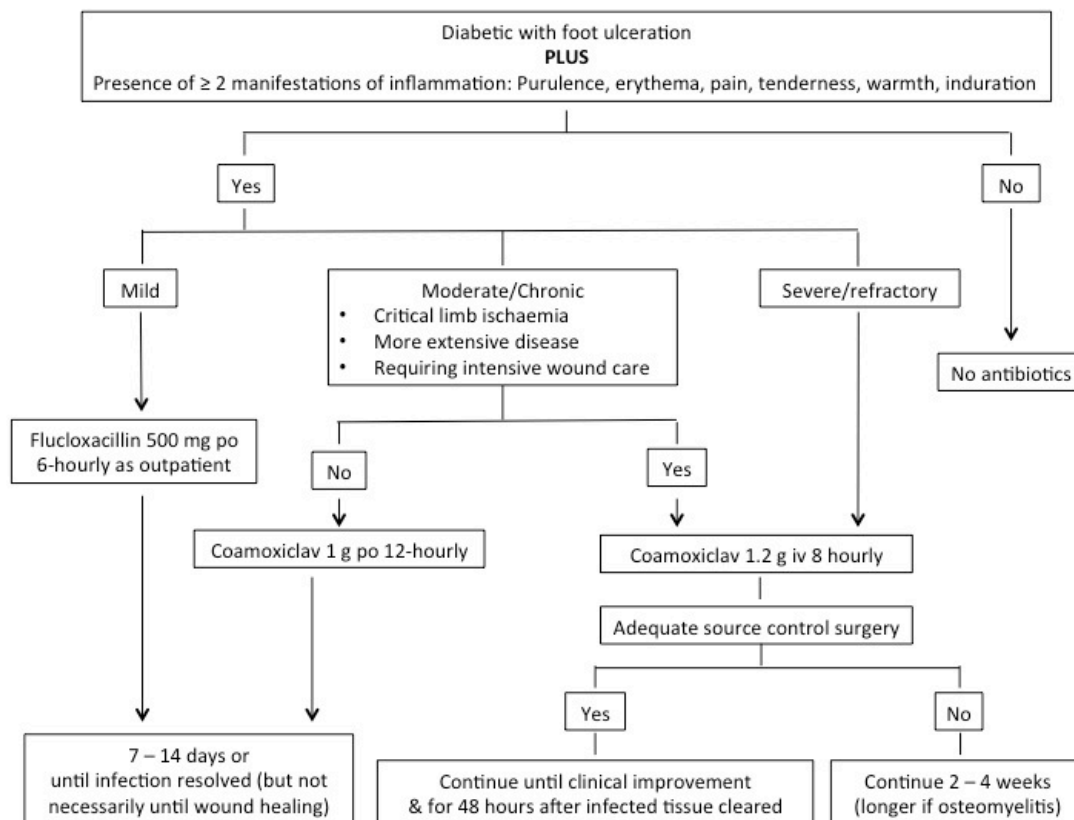 Diabetic with foot ulceration
PLUS
Presence of ≥ 2 manifestations of inflammation: Purulence, erythema, pain, tenderness, warmth, induration
Yes
No
Mild
Moderate/Chronic
• Critical limb ischaemia
• More extensive disease
• Requiring intensive wound care
Severe/refractory
No antibiotics
Flucloxacillin 500 mg po
6-hourly as outpatient
No
Yes
Coamoxiclav 1 g po 12-hourly
Coamoxiclav 1.2 g iv 8 hourly
Adequate source control surgery
Yes
No
7 – 14 days or
until infection resolved (but not
necessarily until wound healing)
Continue until clinical improvement
& for 48 hours after infected tissue cleared
Continue 2 – 4 weeks
(longer if osteomyelitis)